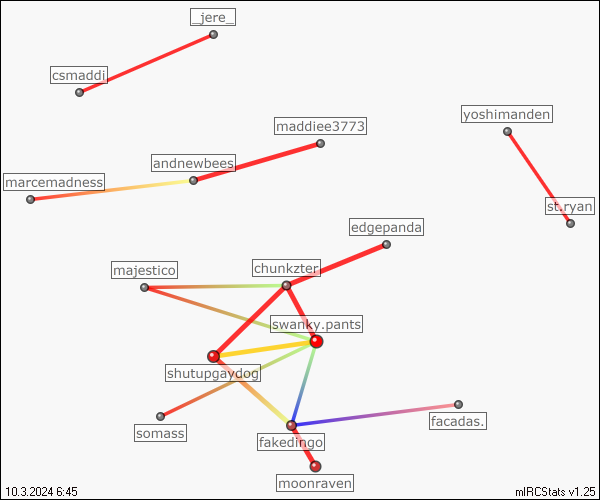 _jere_
csmaddi
yoshimanden
maddiee3773
andnewbees
marcemadness
st.ryan
edgepanda
majestico
chunkzter
swanky.pants
shutupgaydog
facadas.
somass
fakedingo
moonraven
10.3.2024 6:45
mIRCStats v1.25